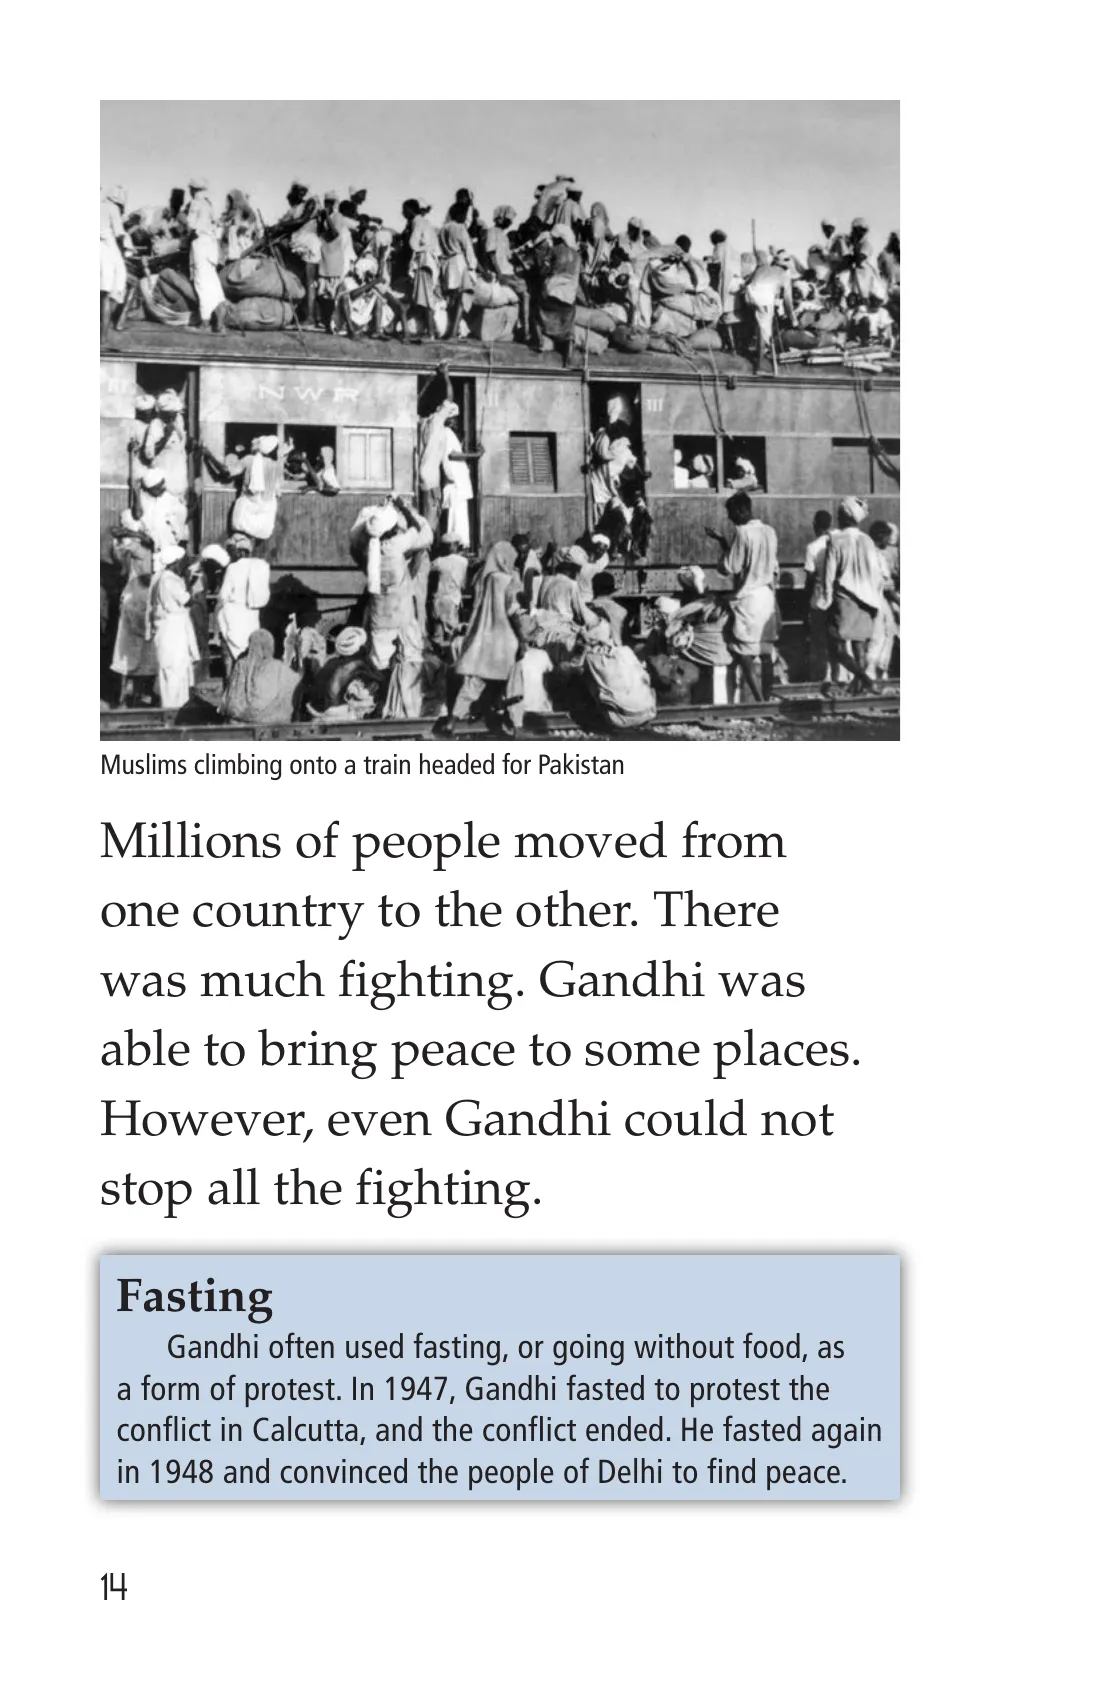 NWR
III
Muslims climbing onto a train headed for Pakistan
Millions of people moved from
one country to the other. There
was much fighting. Gandhi was
able to bring peace to some places.
However, even Gandhi could not
stop all the fighting.
Fasting
Gandhi often used fasting, or going without food, as
a form of protest. In 1947, Gandhi fasted to protest the
conflict in Calcutta, and the conflict ended. He fasted again
in 1948 and convinced the people of Delhi to find peace.
14